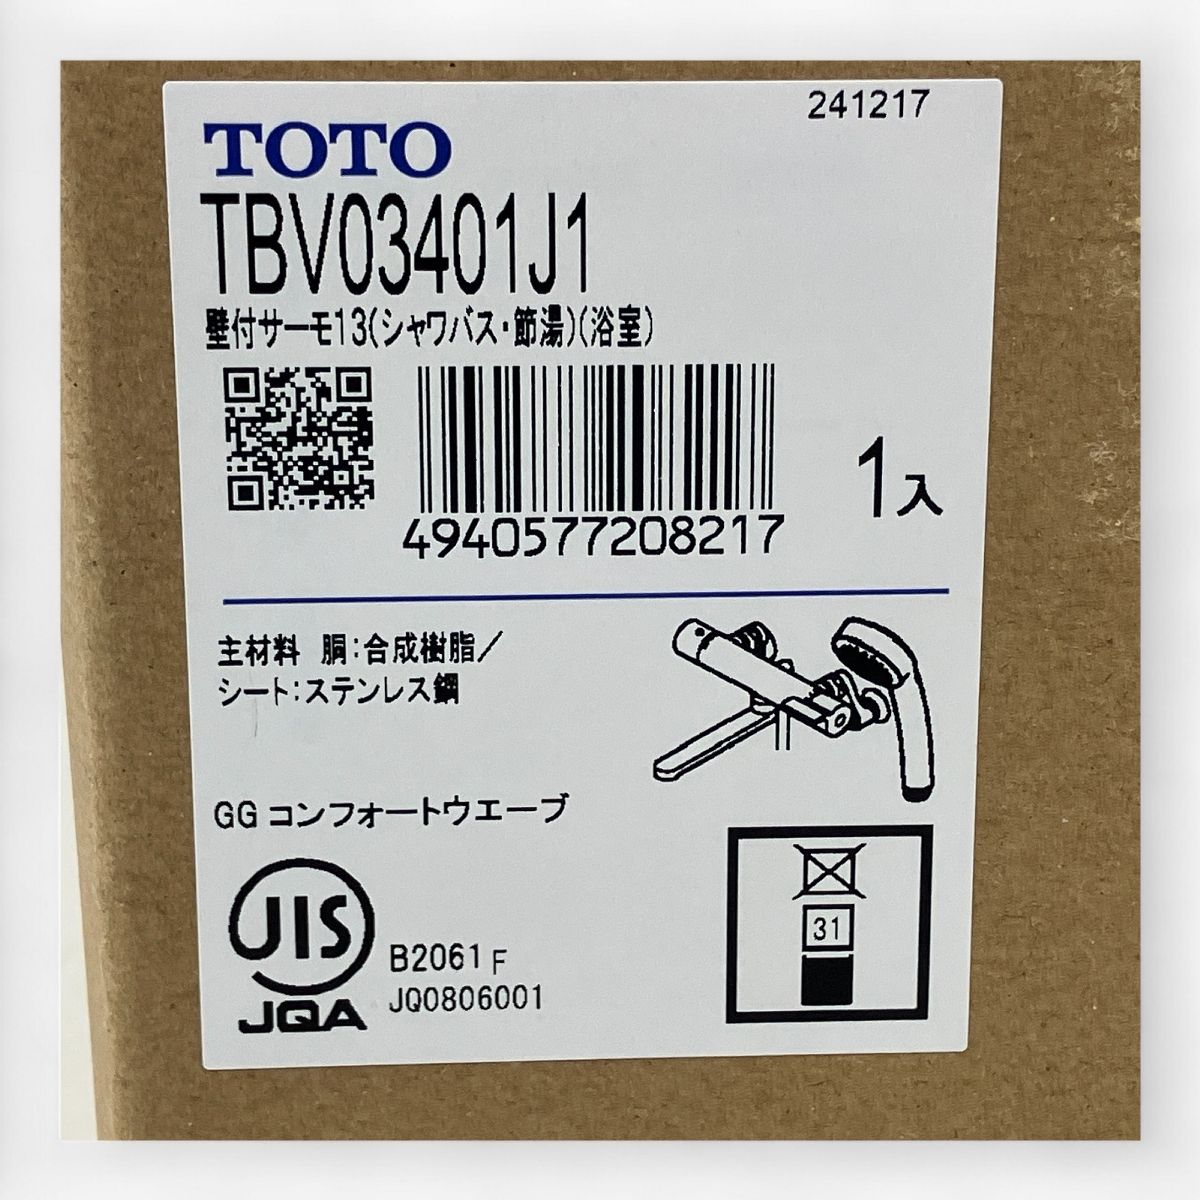 241217
TOTO
TBV03401J1
壁付サーモ13(シャワバス・節湯)(浴室)
4940577208217
1入
主材料 胴:合成樹脂/
シート:ステンレス鋼
GG コンフォートウエーブ
JIS
JQA
B2061 F
JQ0806001
31